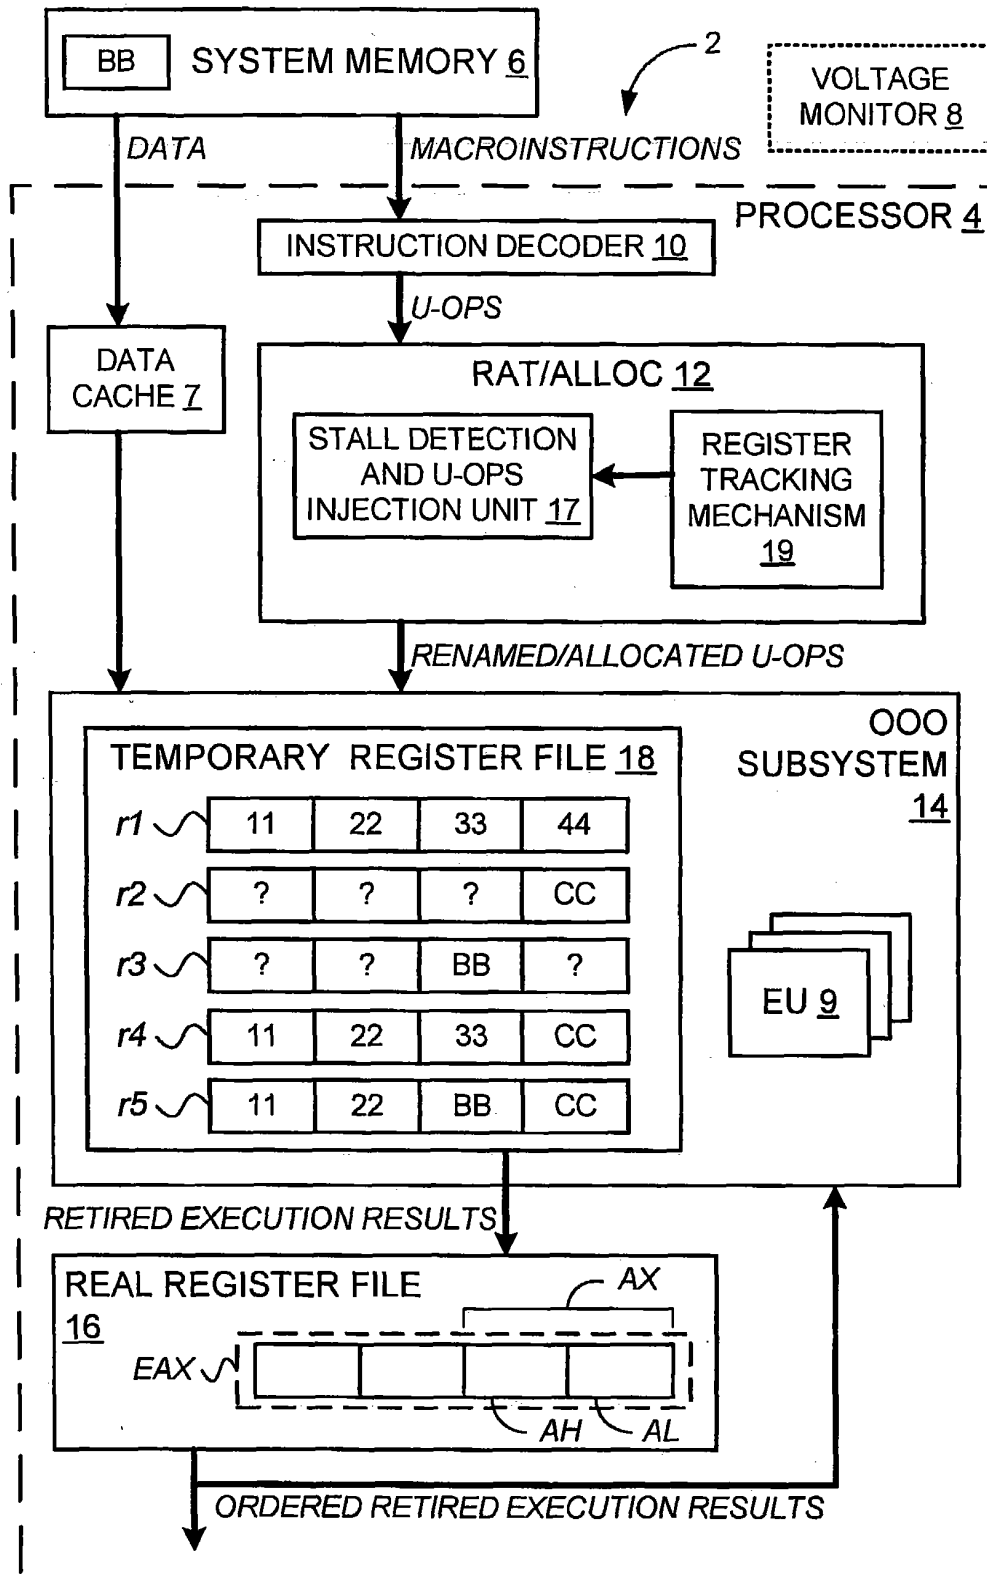 BB
SYSTEM MEMORY 6
2
VOLTAGE
MONITOR 8
DATA
MACROINSTRUCTIONS
PROCESSOR 4
INSTRUCTION DECODER 10
U-OPS
DATA
CACHE 7
RAT/ALLOC 12
STALL DETECTION
AND U-OPS
INJECTION UNIT 17
REGISTER
TRACKING
MECHANISM
19
RENAMED/ALLOCATED U-OPS
OOO
SUBSYSTEM
14
TEMPORARY REGISTER FILE 18
r1 11 22 33 44
r2 ? ? ? CC
r3 ? ? BB ?
r4 11 22 33 CC
r5 11 22 BB CC
EU 9
RETIRED EXECUTION RESULTS
REAL REGISTER FILE
16
AX
EAX
AH
AL
ORDERED RETIRED EXECUTION RESULTS